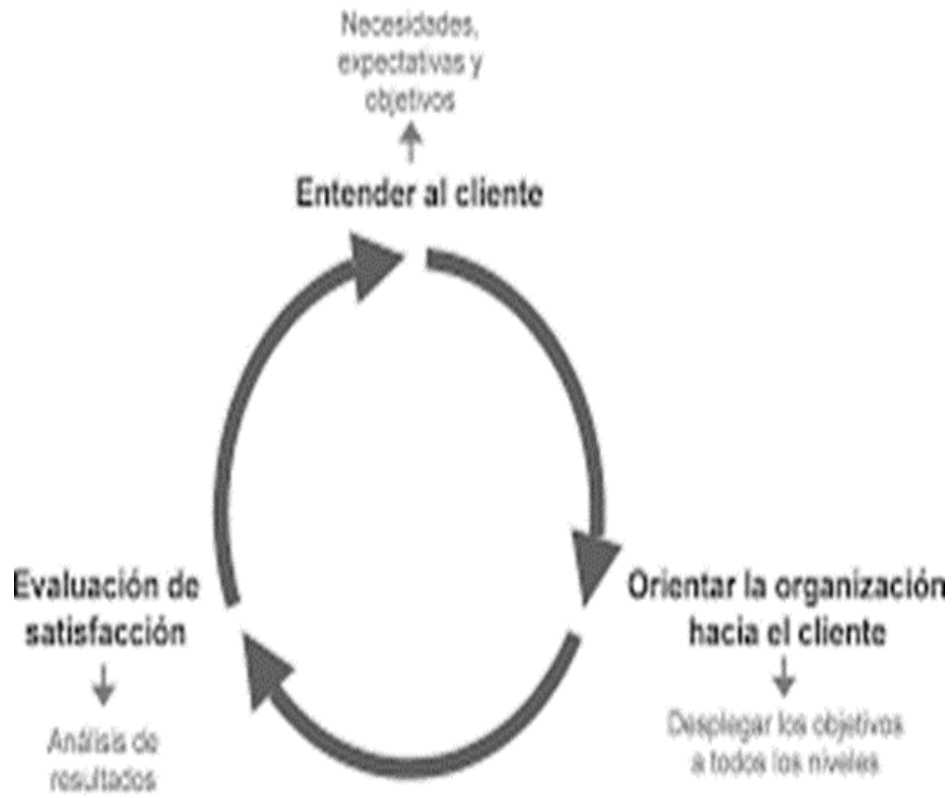 Necesidades,
expectativas y
objetivos
Entender al cliente
Orientar la organización
hacia el cliente
Desplegar los objetivos
a todos los niveles
Evaluación de
satisfacción
Análisis de
resultados